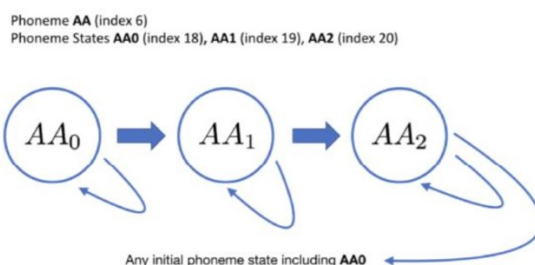 Phoneme AA (index 6)
Phoneme States AA0 (index 18), AA1 (index 19), AA2 (index 20)
AA₀ AA₁ AA₂
Any initial phoneme state including AA0